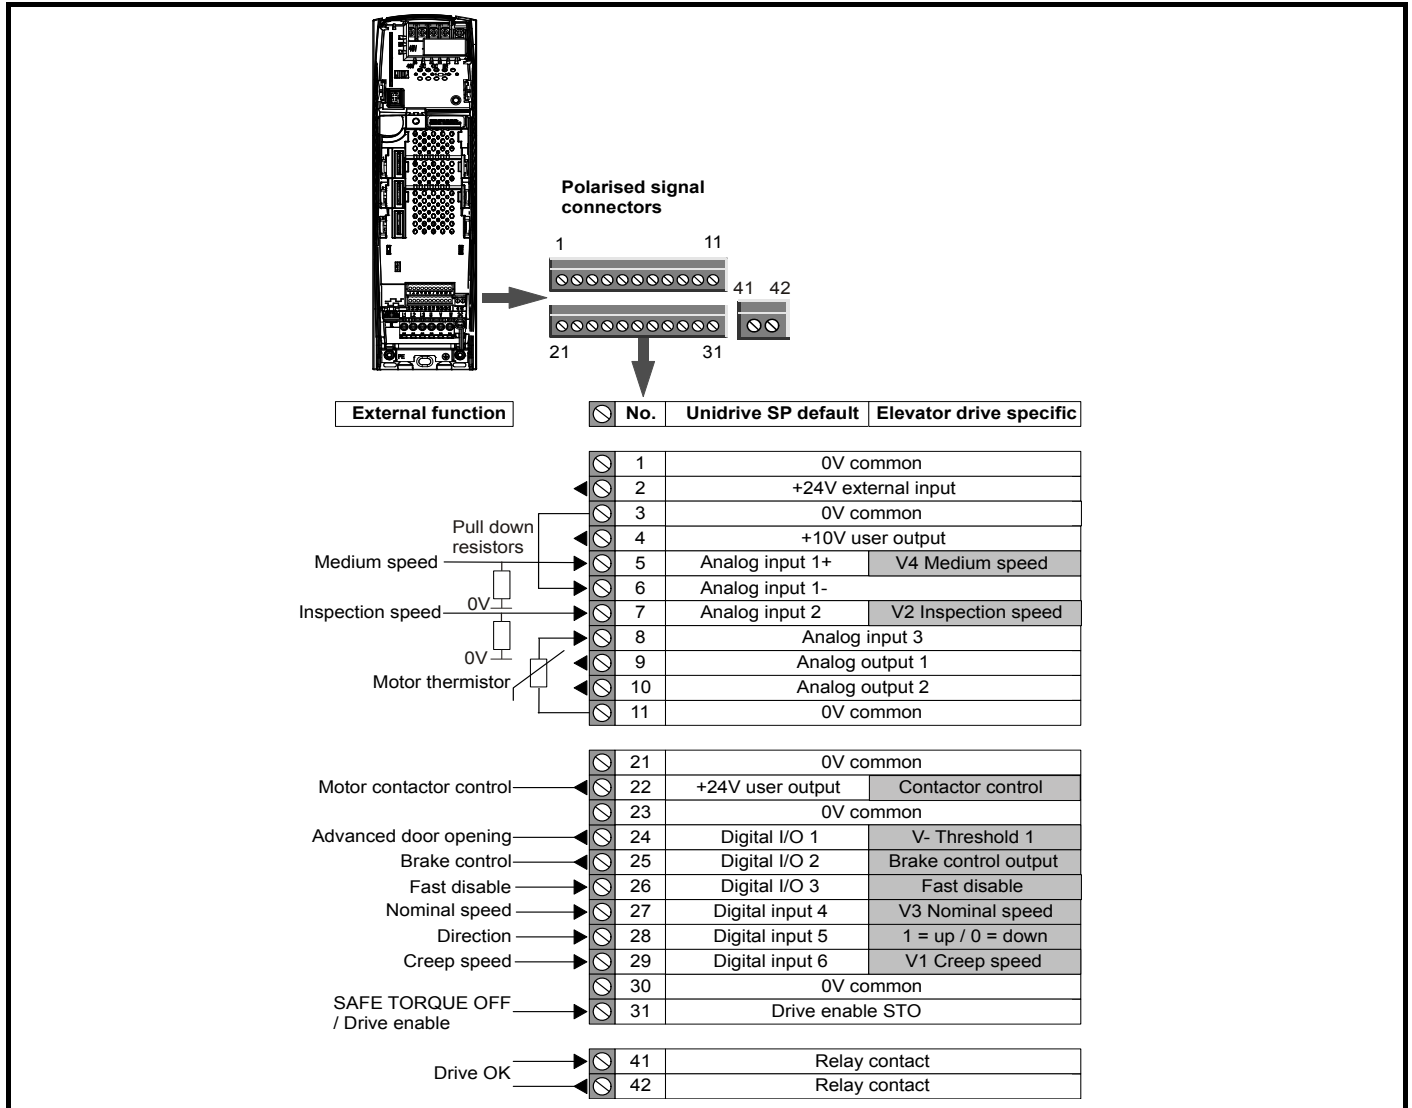 Polarised signal
connectors
1 11
41 42
21 31
External function No. Unidrive SP default Elevator drive specific
1 0V common
2 +24V external input
3 0V common
Pull down
resistors
4 +10V user output
Medium speed 5 Analog input 1+ V4 Medium speed
6 Analog input 1-
0V
Inspection speed 7 Analog input 2 V2 Inspection speed
8 Analog input 3
0V
9 Analog output 1
Motor thermistor 10 Analog output 2
11 0V common
21 0V common
Motor contactor control 22 +24V user output Contactor control
23 0V common
Advanced door opening 24 Digital I/O 1 V- Threshold 1
Brake control 25 Digital I/O 2 Brake control output
Fast disable 26 Digital I/O 3 Fast disable
Nominal speed 27 Digital input 4 V3 Nominal speed
Direction 28 Digital input 5 1 = up / 0 = down
Creep speed 29 Digital input 6 V1 Creep speed
30 0V common
SAFE TORQUE OFF
/ Drive enable
31 Drive enable STO
Drive OK
41 Relay contact
42 Relay contact